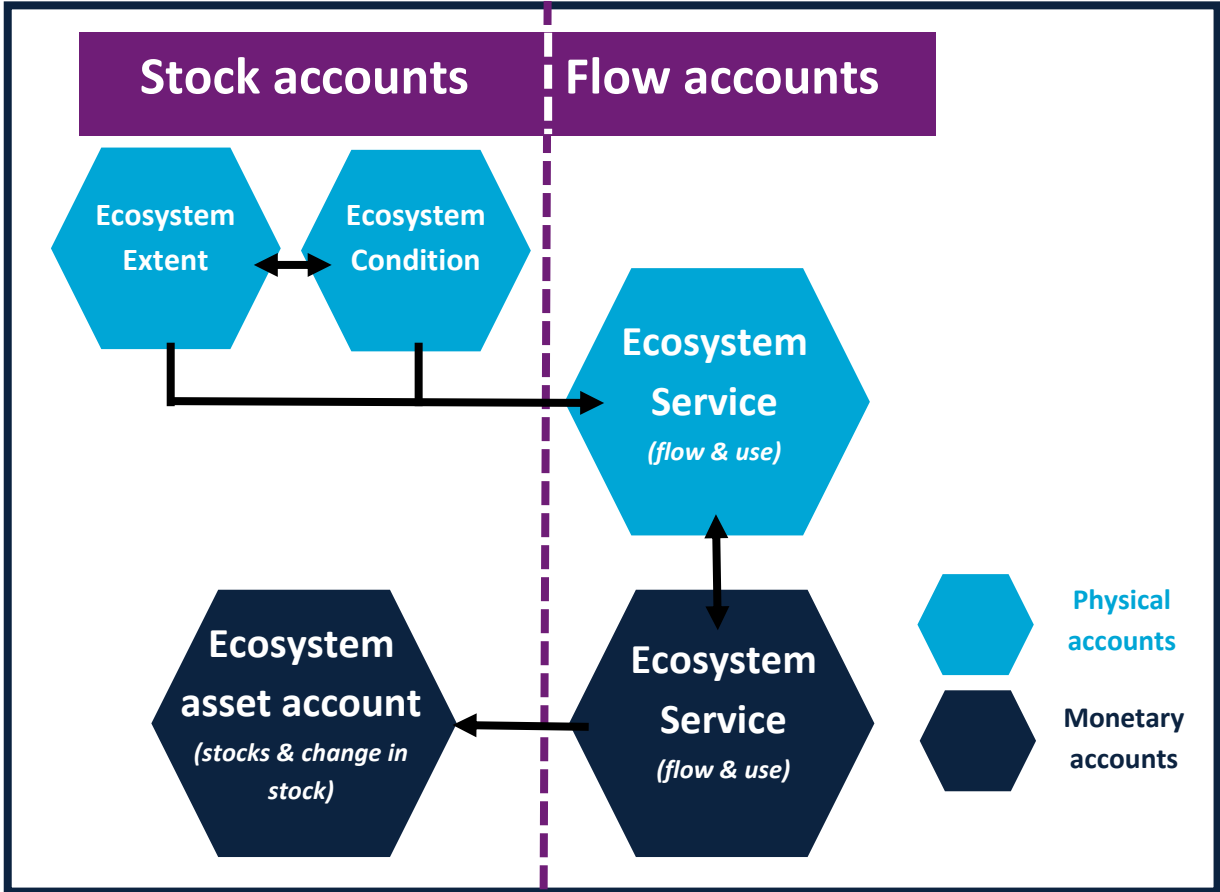 Stock accounts
Flow accounts
Ecosystem
Extent
Ecosystem
Condition
Ecosystem
Service
(flow & use)
Ecosystem
asset account
(stocks & change in
stock)
Ecosystem
Service
(flow & use)
Physical
accounts
Monetary
accounts